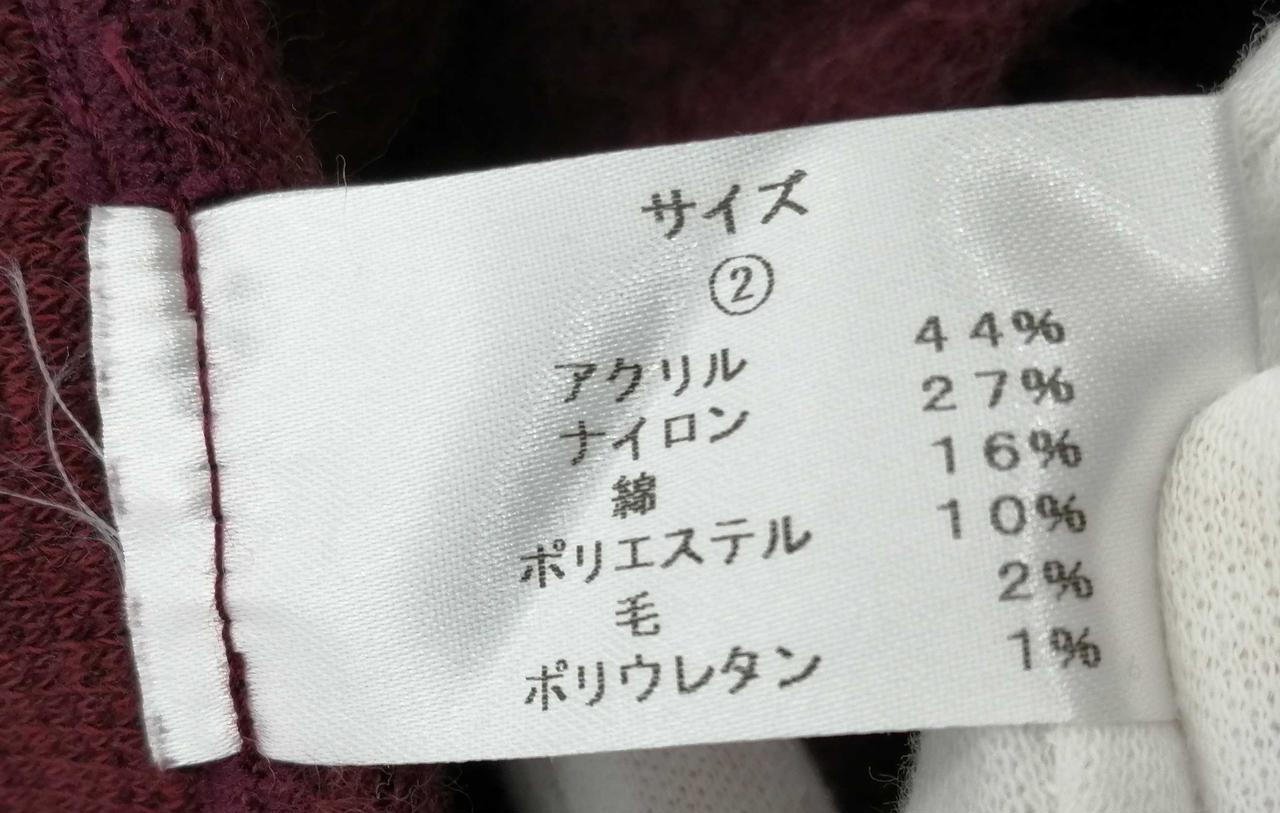 サイズ
②
アクリル 44%
ナイロン 27%
綿 16%
ポリエステル 10%
毛 2%
ポリウレタン 1%